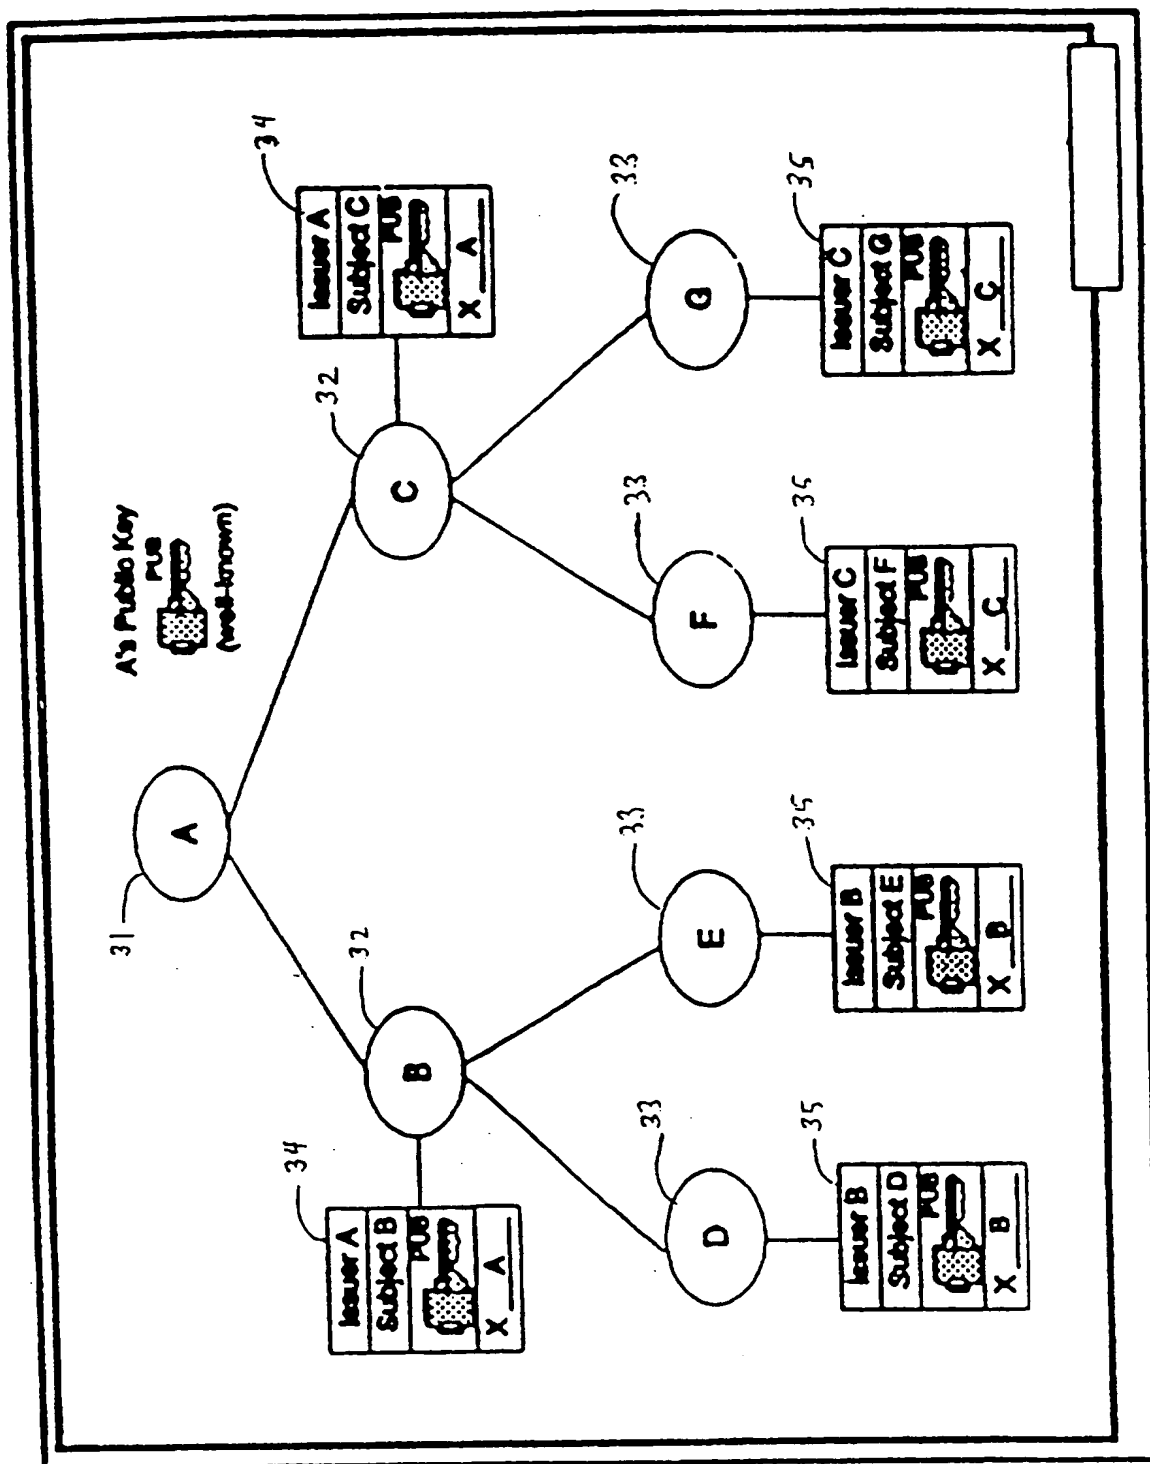 A's Public Key
PUB
(well-known)
31
A
32
B
34
Issuer A
Subject B
PUB
X A
32
C
34
Issuer A
Subject C
PUB
X A
33
D
33
E
33
F
33
G
35
Issuer B
Subject D
PUB
X B
35
Issuer B
Subject E
PUB
X B
35
Issuer C
Subject F
PUB
X C
35
Issuer C
Subject G
PUB
X C